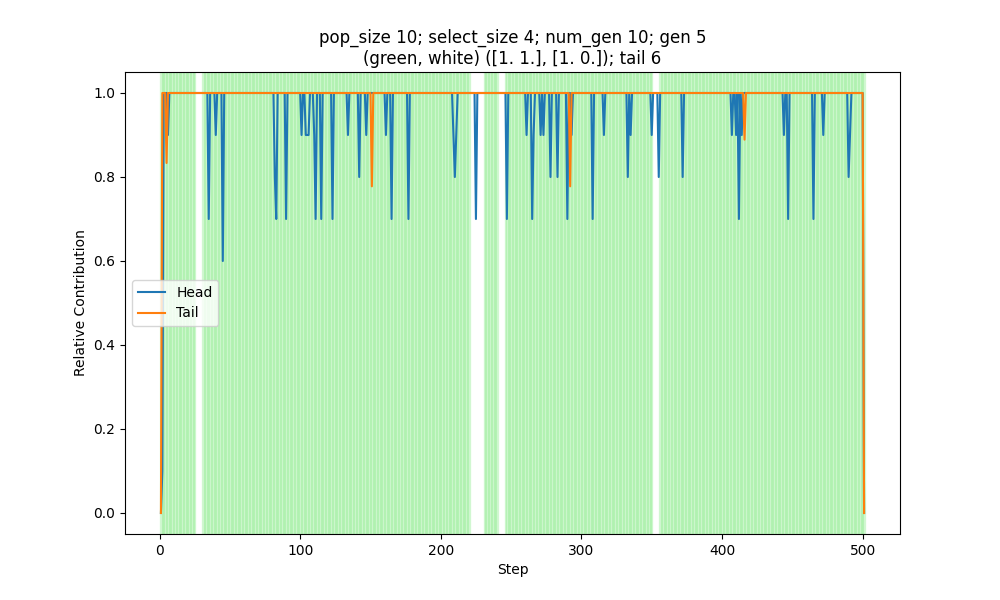 pop_size 10; select_size 4; num_gen 10; gen 5
(green, white) ([1. 1.], [1. 0.]); tail 6
1.0
0.8
0.6
0.4
0.2
0.0
Relative Contribution
Head
Tail
0
100
200
300
400
500
Step